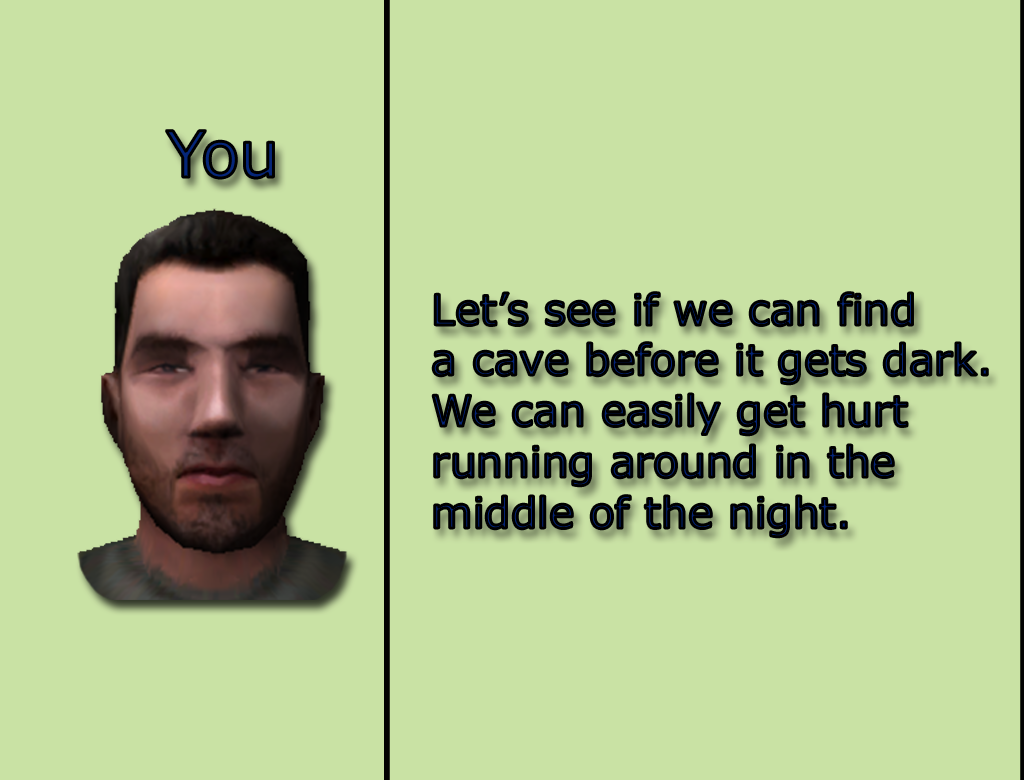 You
Let’s see if we can find
a cave before it gets dark.
We can easily get hurt
running around in the
middle of the night.